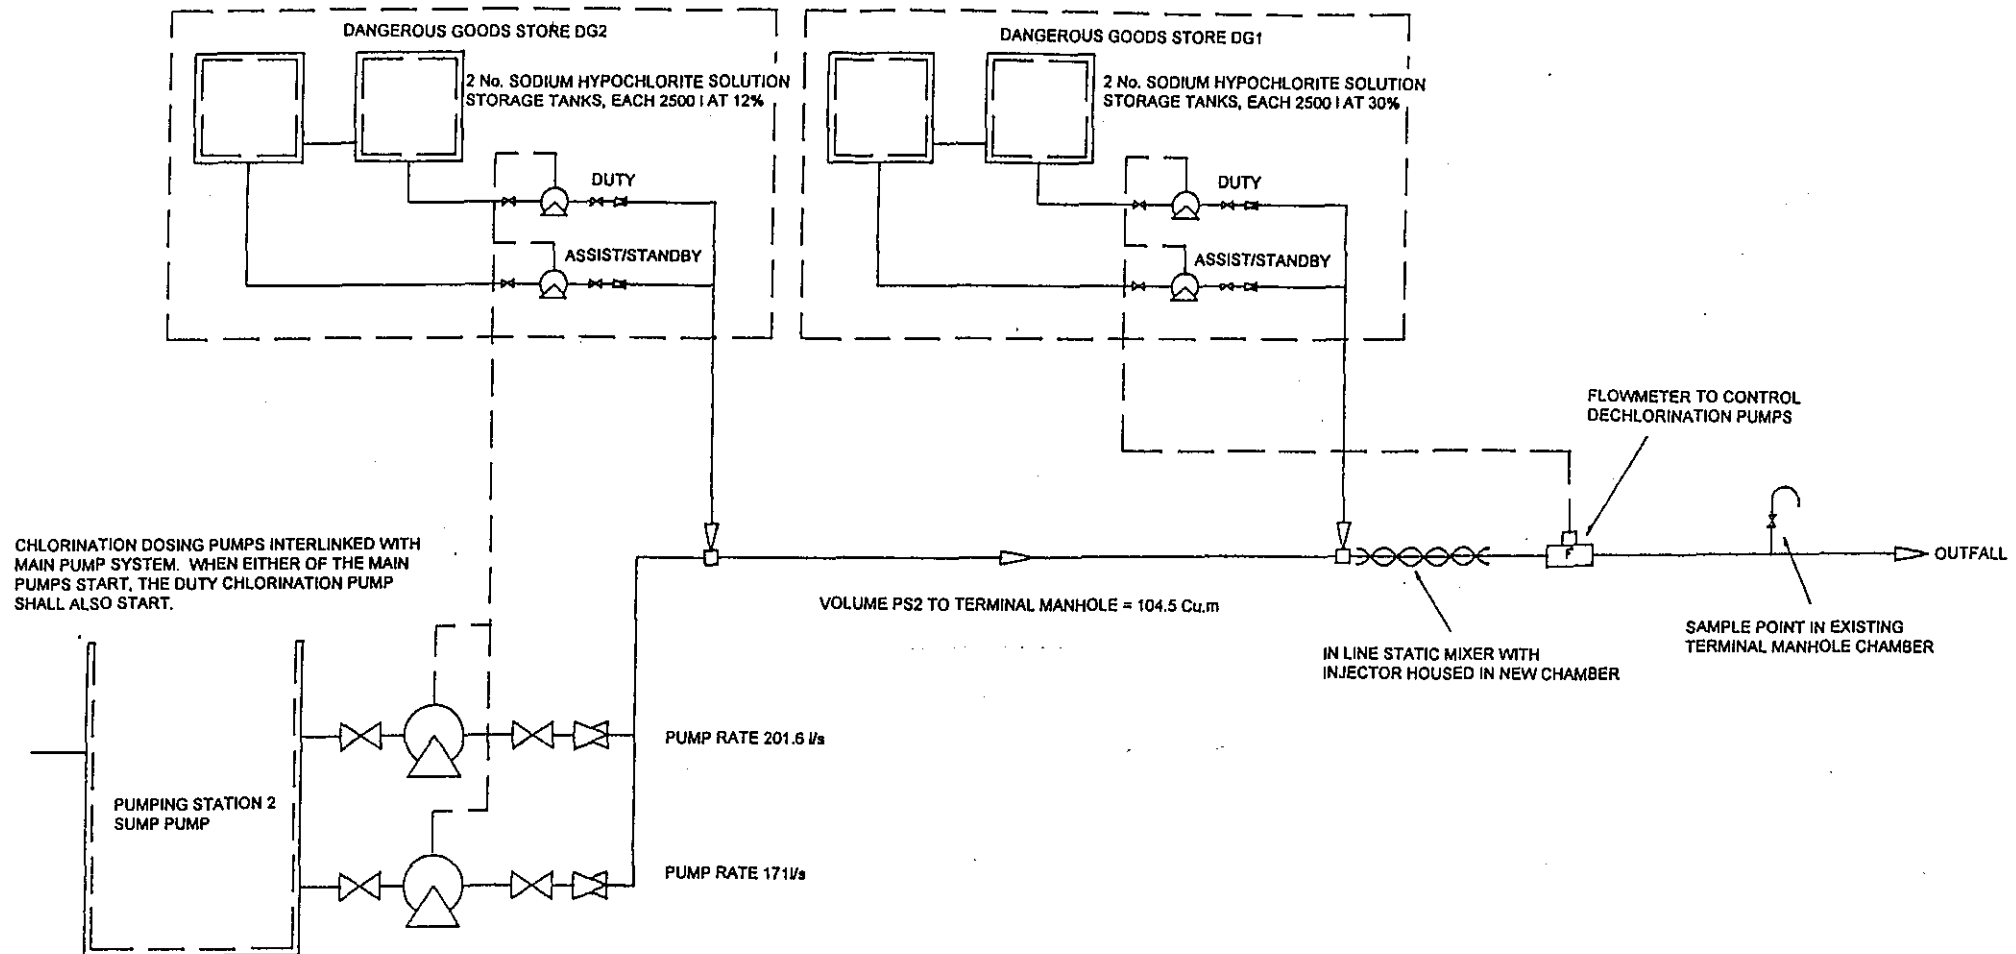 DANGEROUS GOODS STORE DG2
2 No. SODIUM HYPOCHLORITE SOLUTION
STORAGE TANKS, EACH 2500 l AT 12%
DUTY
ASSIST/STANDBY
DANGEROUS GOODS STORE DG1
2 No. SODIUM HYPOCHLORITE SOLUTION
STORAGE TANKS, EACH 2500 l AT 30%
DUTY
ASSIST/STANDBY
FLOWMETER TO CONTROL
DECHLORINATION PUMPS
CHLORINATION DOSING PUMPS INTERLINKED WITH
MAIN PUMP SYSTEM. WHEN EITHER OF THE MAIN
PUMPS START, THE DUTY CHLORINATION PUMP
SHALL ALSO START.
F
OUTFALL
VOLUME PS2 TO TERMINAL MANHOLE = 104.5 Cu.m
IN LINE STATIC MIXER WITH
INJECTOR HOUSED IN NEW CHAMBER
SAMPLE POINT IN EXISTING
TERMINAL MANHOLE CHAMBER
PUMP RATE 201.6 l/s
PUMPING STATION 2
SUMP PUMP
PUMP RATE 171l/s